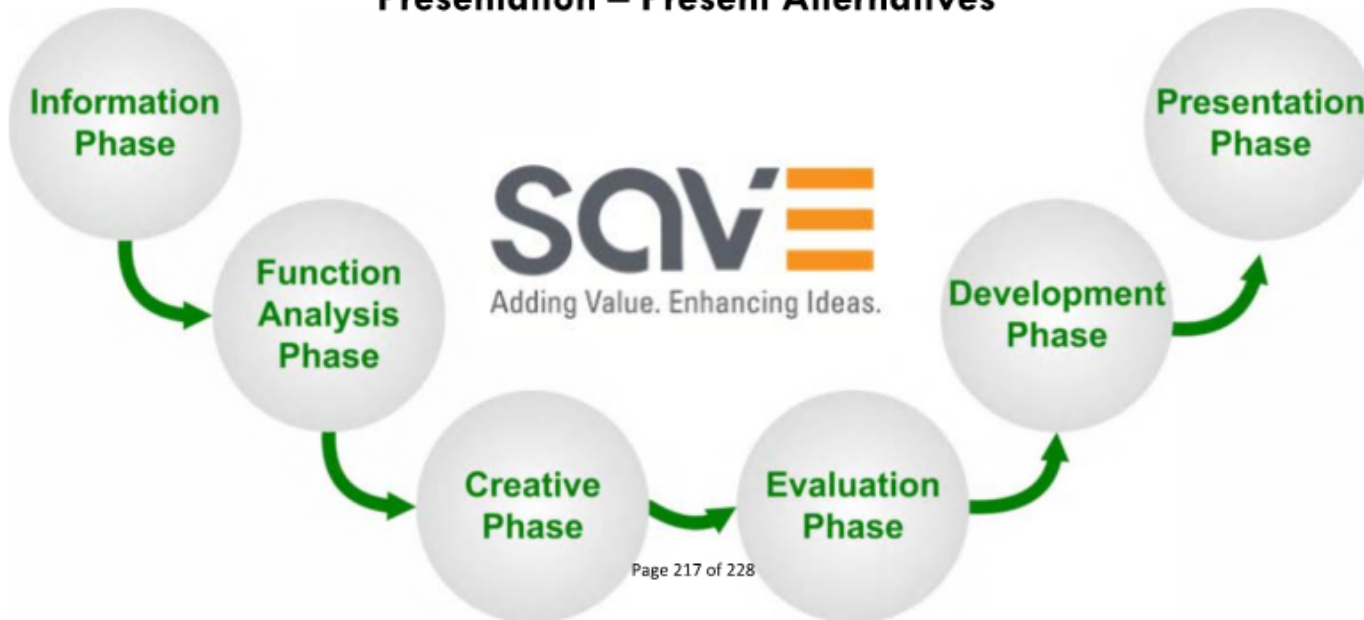 Presentation – Present Alternatives
Information
Phase
Function
Analysis
Phase
Creative
Phase
Evaluation
Phase
Development
Phase
Presentation
Phase
save
Adding Value. Enhancing Ideas.
Page 217 of 228